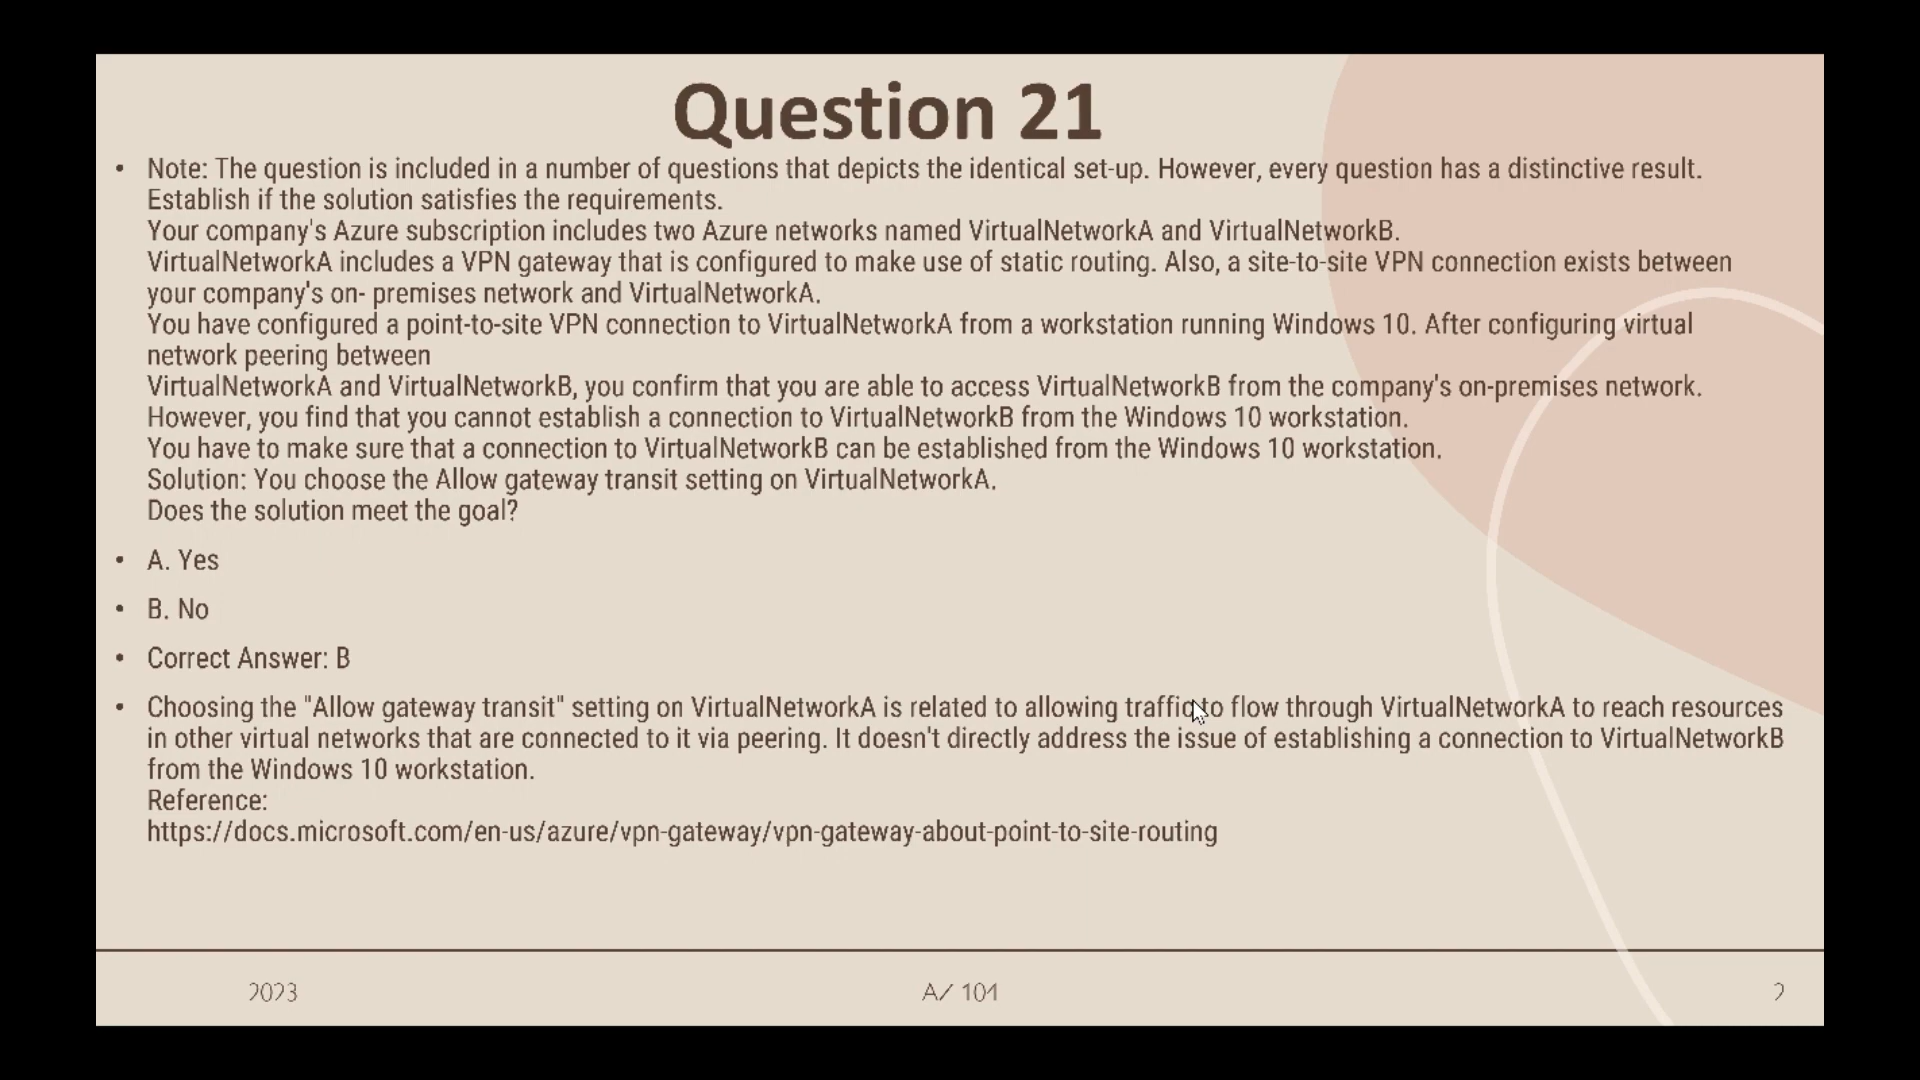 Question 21
• Note: The question is included in a number of questions that depicts the identical set-up. However, every question has a distinctive result.
Establish if the solution satisfies the requirements.
Your company's Azure subscription includes two Azure networks named VirtualNetworkA and VirtualNetworkB.
VirtualNetworkA includes a VPN gateway that is configured to make use of static routing. Also, a site-to-site VPN connection exists between
your company's on- premises network and VirtualNetworkA.
You have configured a point-to-site VPN connection to VirtualNetworkA from a workstation running Windows 10. After configuring virtual
network peering between
VirtualNetworkA and VirtualNetworkB, you confirm that you are able to access VirtualNetworkB from the company's on-premises network.
However, you find that you cannot establish a connection to VirtualNetworkB from the Windows 10 workstation.
You have to make sure that a connection to VirtualNetworkB can be established from the Windows 10 workstation.
Solution: You choose the Allow gateway transit setting on VirtualNetworkA.
Does the solution meet the goal?
• A. Yes
• B. No
• Correct Answer: B
• Choosing the "Allow gateway transit" setting on VirtualNetworkA is related to allowing traffic to flow through VirtualNetworkA to reach resources
in other virtual networks that are connected to it via peering. It doesn't directly address the issue of establishing a connection to VirtualNetworkB
from the Windows 10 workstation.
Reference:
https://docs.microsoft.com/en-us/azure/vpn-gateway/vpn-gateway-about-point-to-site-routing
2023
AZ 101
2